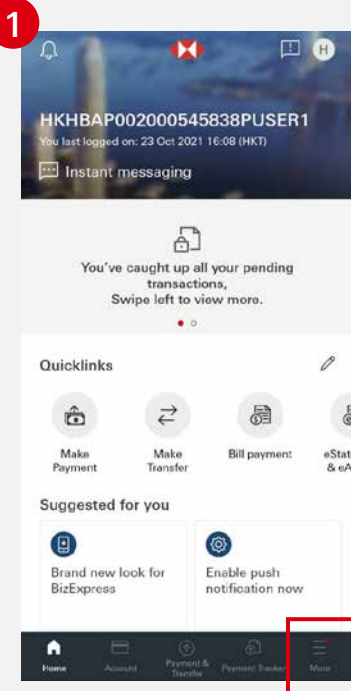 1
H
HKHBAP002000545838PUSER1
You last logged on: 23 Oct 2021 16:08 (HKT)
Instant messaging
You've caught up all your pending
transactions,
Swipe left to view more.
Quicklinks
Make
Payment
Make
Transfer
Bill payment
eState
& eA
Suggested for you
Brand new look for
BizExpress
Enable push
notification now
Home
Account
Payment &
Transfer
Payment Tracker
More